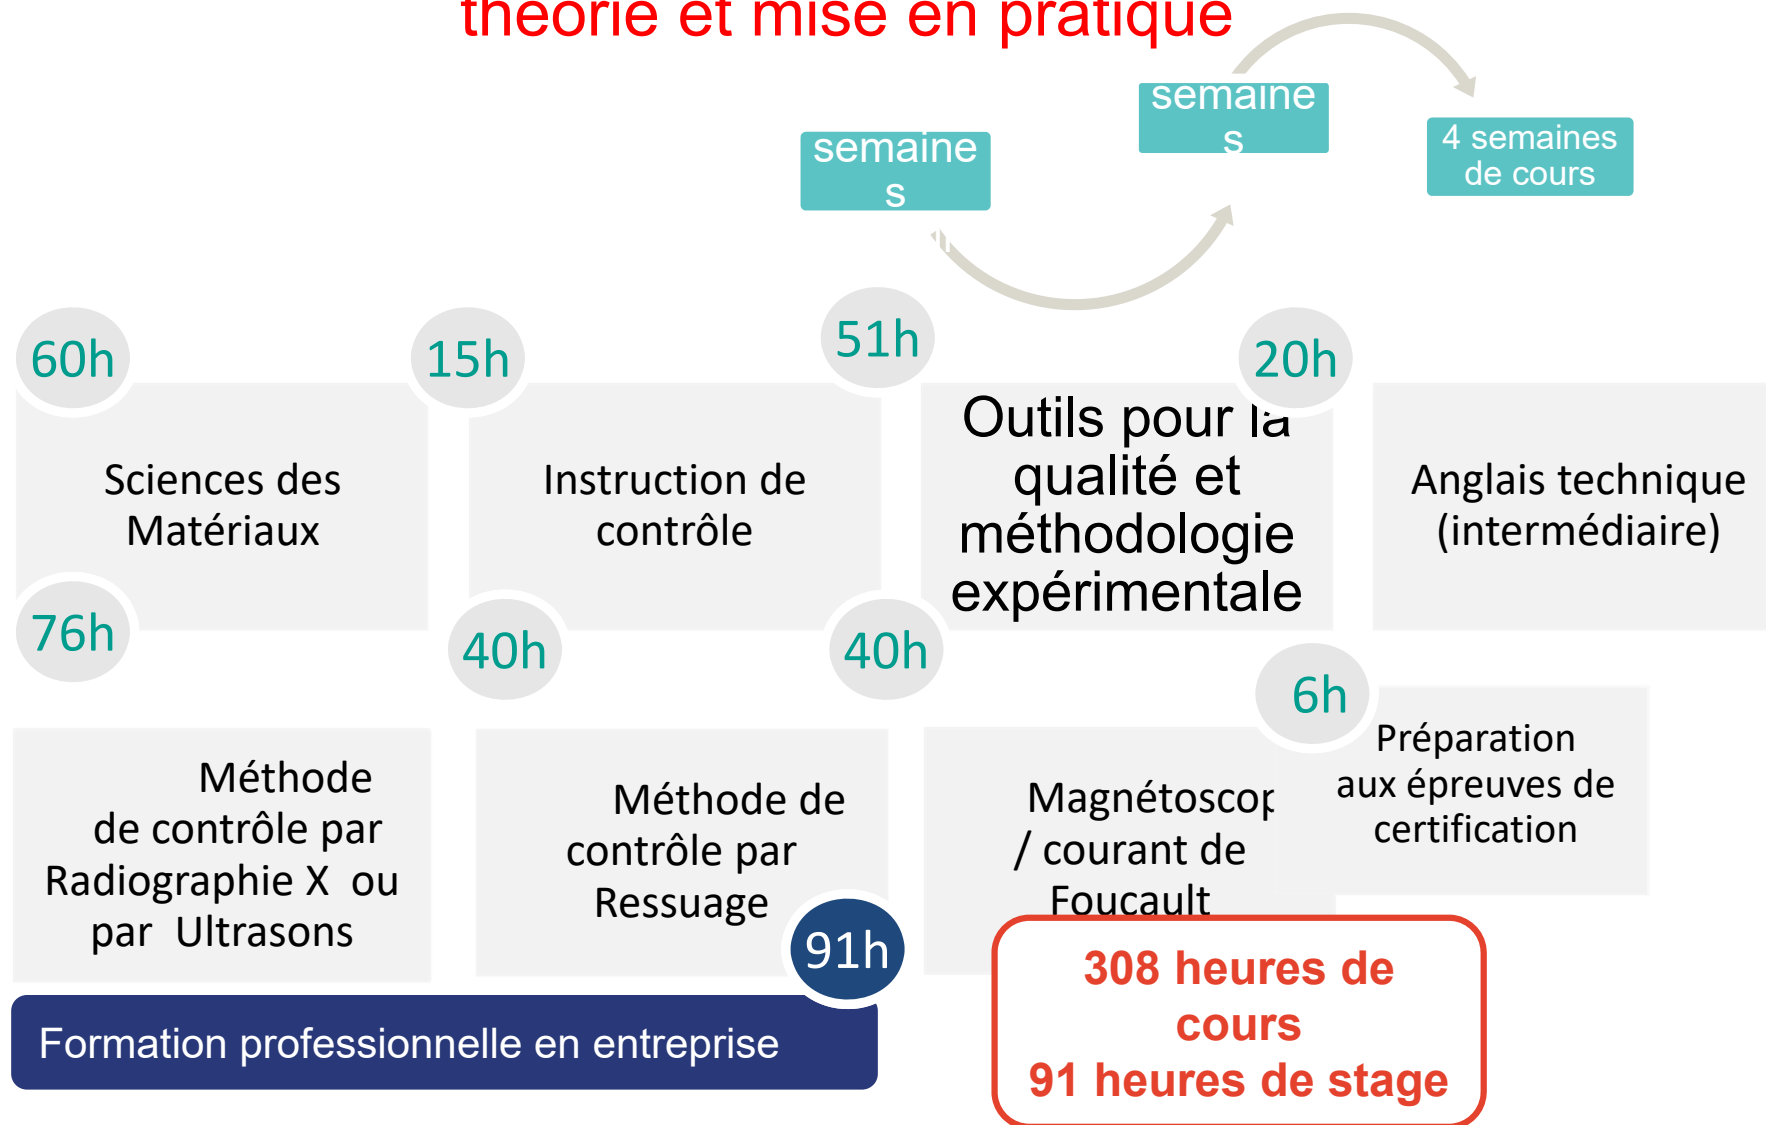 théorie et mise en pratique
semaine
s
semaine
s
4 semaines
de cours
60h
15h
51h
20h
Sciences des
Matériaux
Instruction de
contrôle
Outils pour la
qualité et
méthodologie
expérimentale
Anglais technique
(intermédiaire)
76h
40h
40h
6h
Méthode
de contrôle par
Radiographie X ou
par Ultrasons
Méthode de
contrôle par
Ressuage
Magnétoscop
/ courant de
Foucault
Préparation
aux épreuves de
certification
91h
Formation professionnelle en entreprise
308 heures de
cours
91 heures de stage